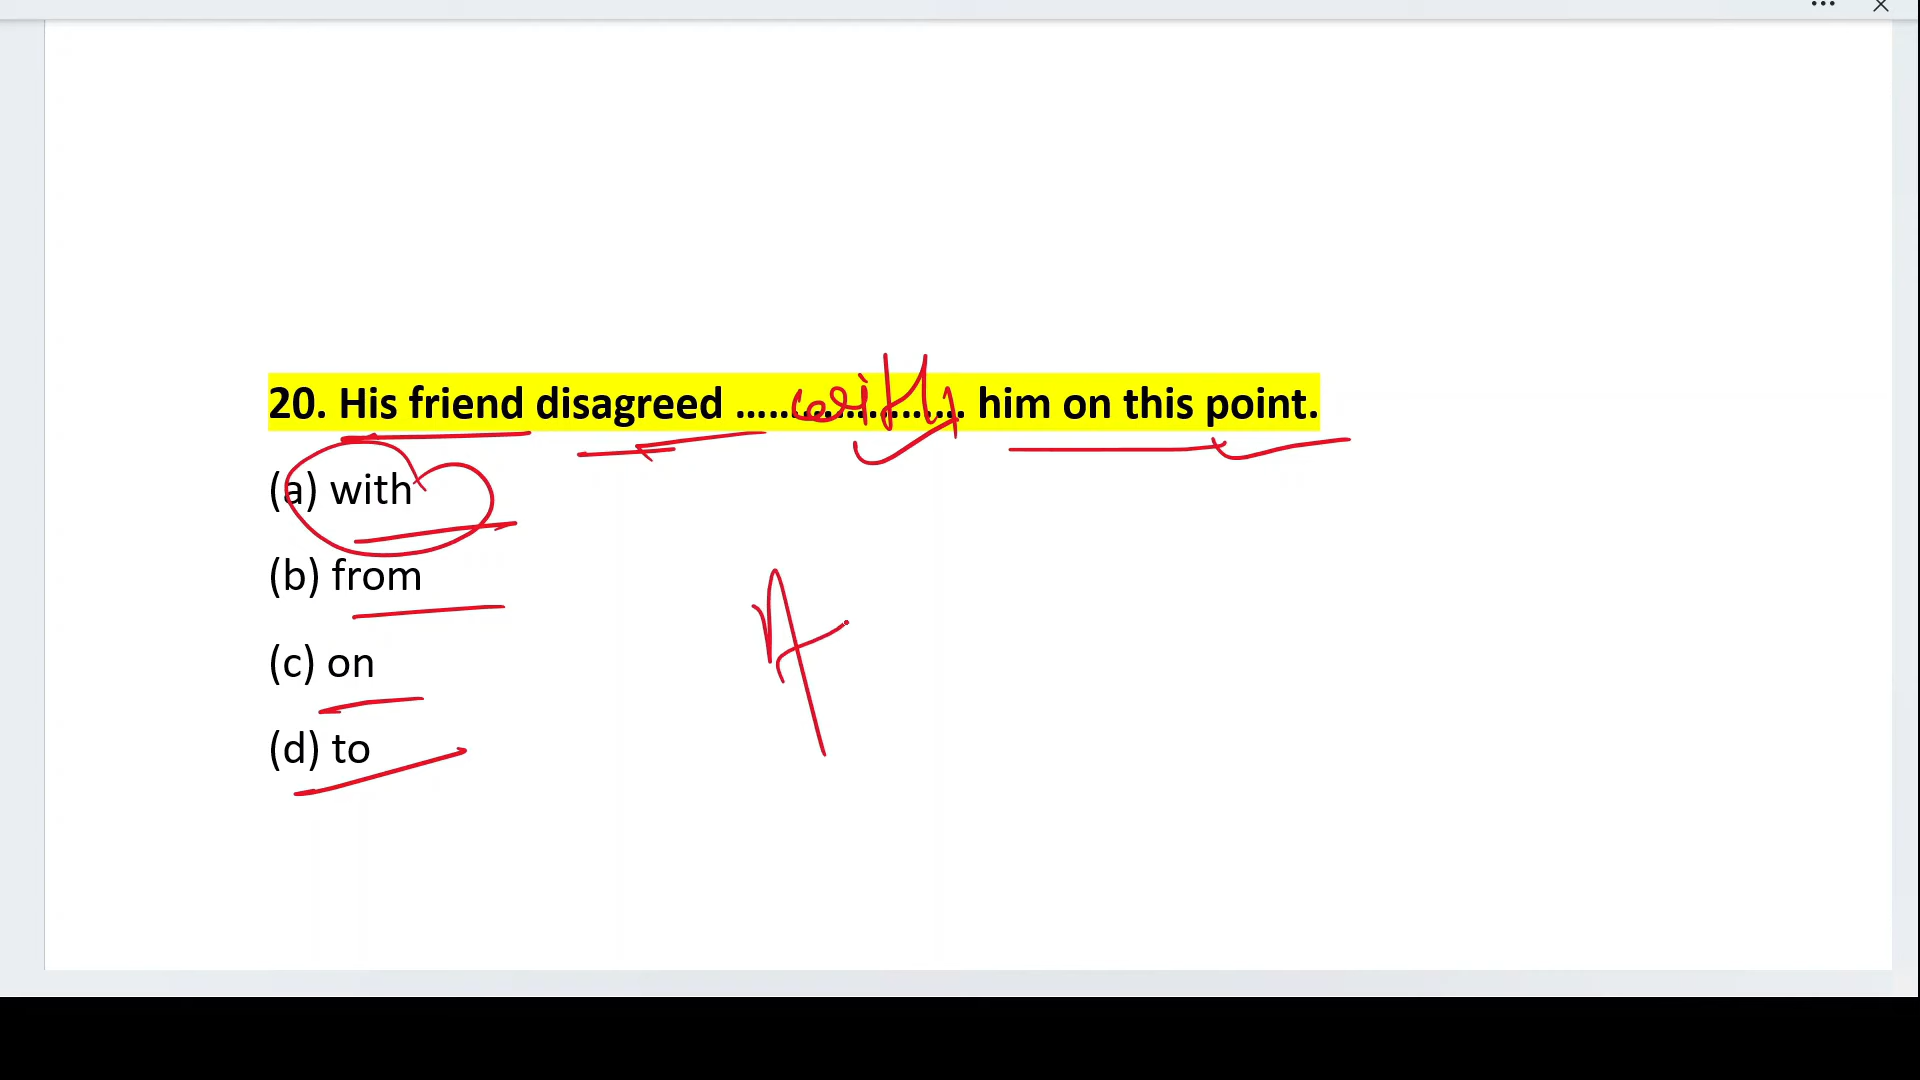 20. His friend disagreed ..................... him on this point.
with
(a) with
(b) from
(c) on
(d) to
A